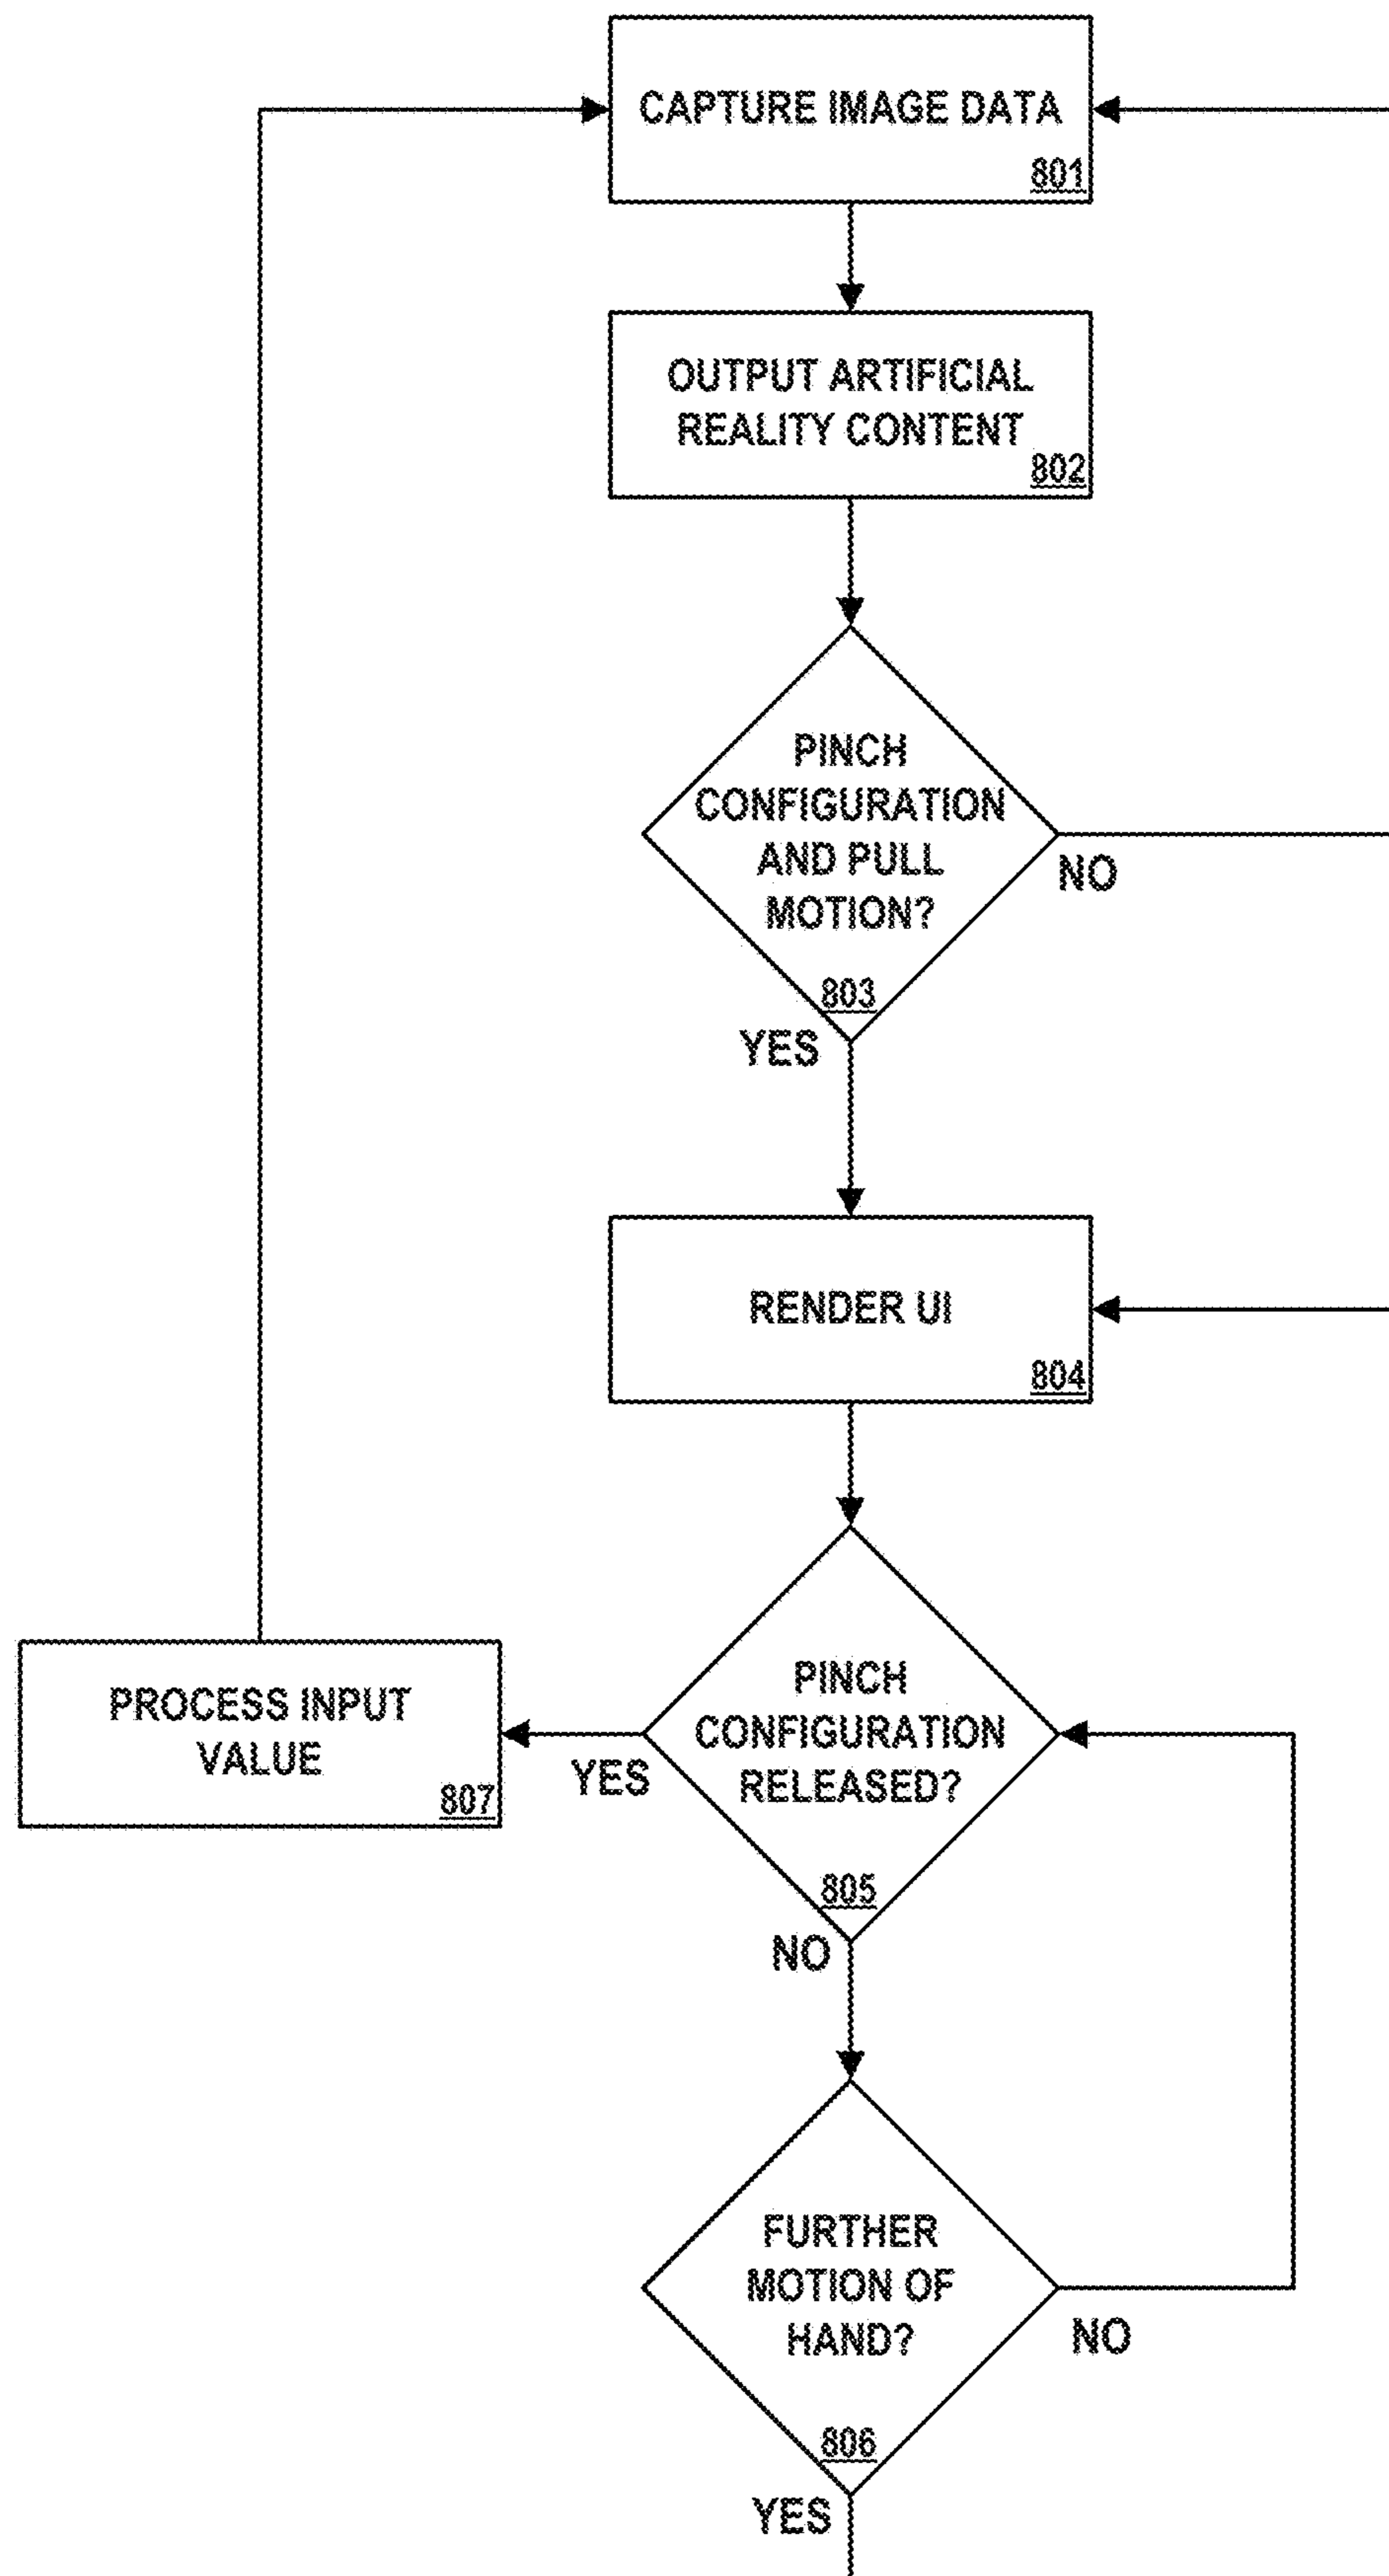 CAPTURE IMAGE DATA
801
OUTPUT ARTIFICIAL
REALITY CONTENT
802
PINCH
CONFIGURATION
AND PULL
MOTION?
803
NO
YES
RENDER UI
804
PINCH
CONFIGURATION
RELEASED?
805
YES
PROCESS INPUT
VALUE
807
NO
FURTHER
MOTION OF
HAND?
806
NO
YES